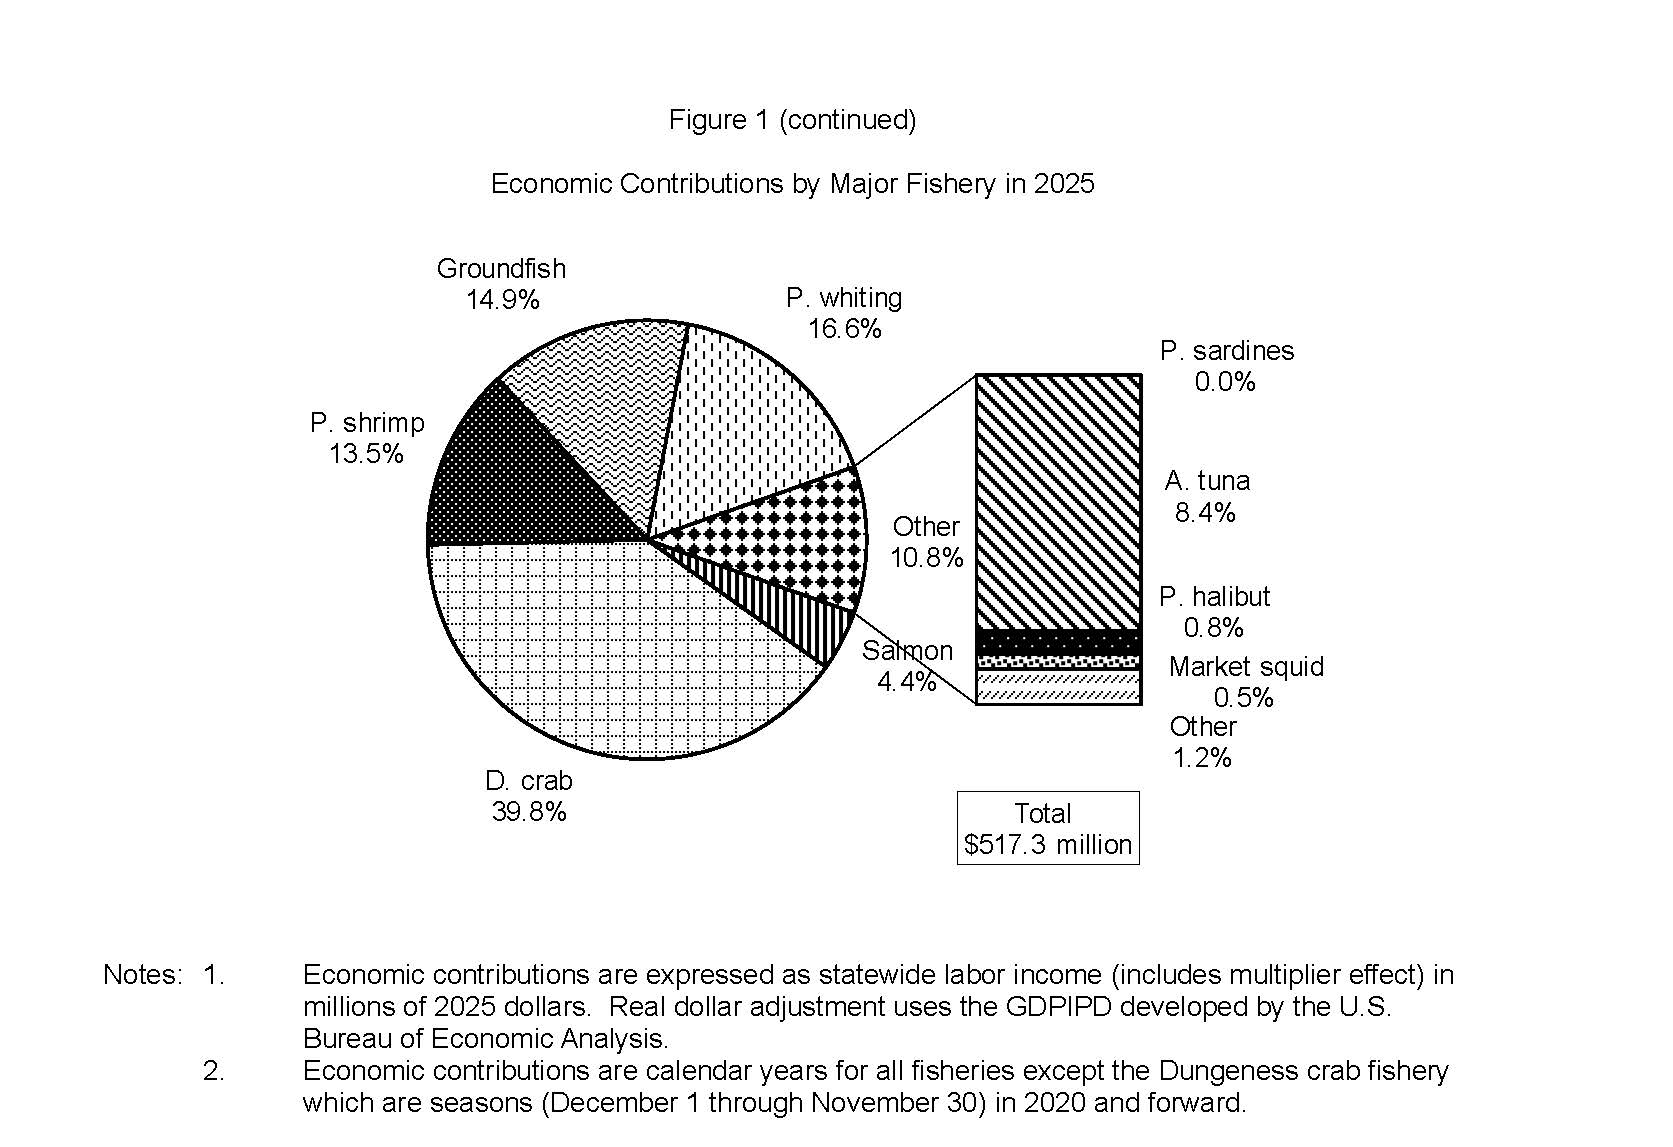 Figure 1 (continued)
Economic Contributions by Major Fishery in 2025
Groundfish
14.9%
P. whiting
16.6%
P. sardines
0.0%
P. shrimp
13.5%
A. tuna
8.4%
Other
10.8%
P. halibut
0.8%
Salmon
4.4%
Market squid
0.5%
Other
1.2%
D. crab
39.8%
Total
$517.3 million
Notes: 1. Economic contributions are expressed as statewide labor income (includes multiplier effect) in
millions of 2025 dollars. Real dollar adjustment uses the GDPIPD developed by the U.S.
Bureau of Economic Analysis.
2. Economic contributions are calendar years for all fisheries except the Dungeness crab fishery
which are seasons (December 1 through November 30) in 2020 and forward.